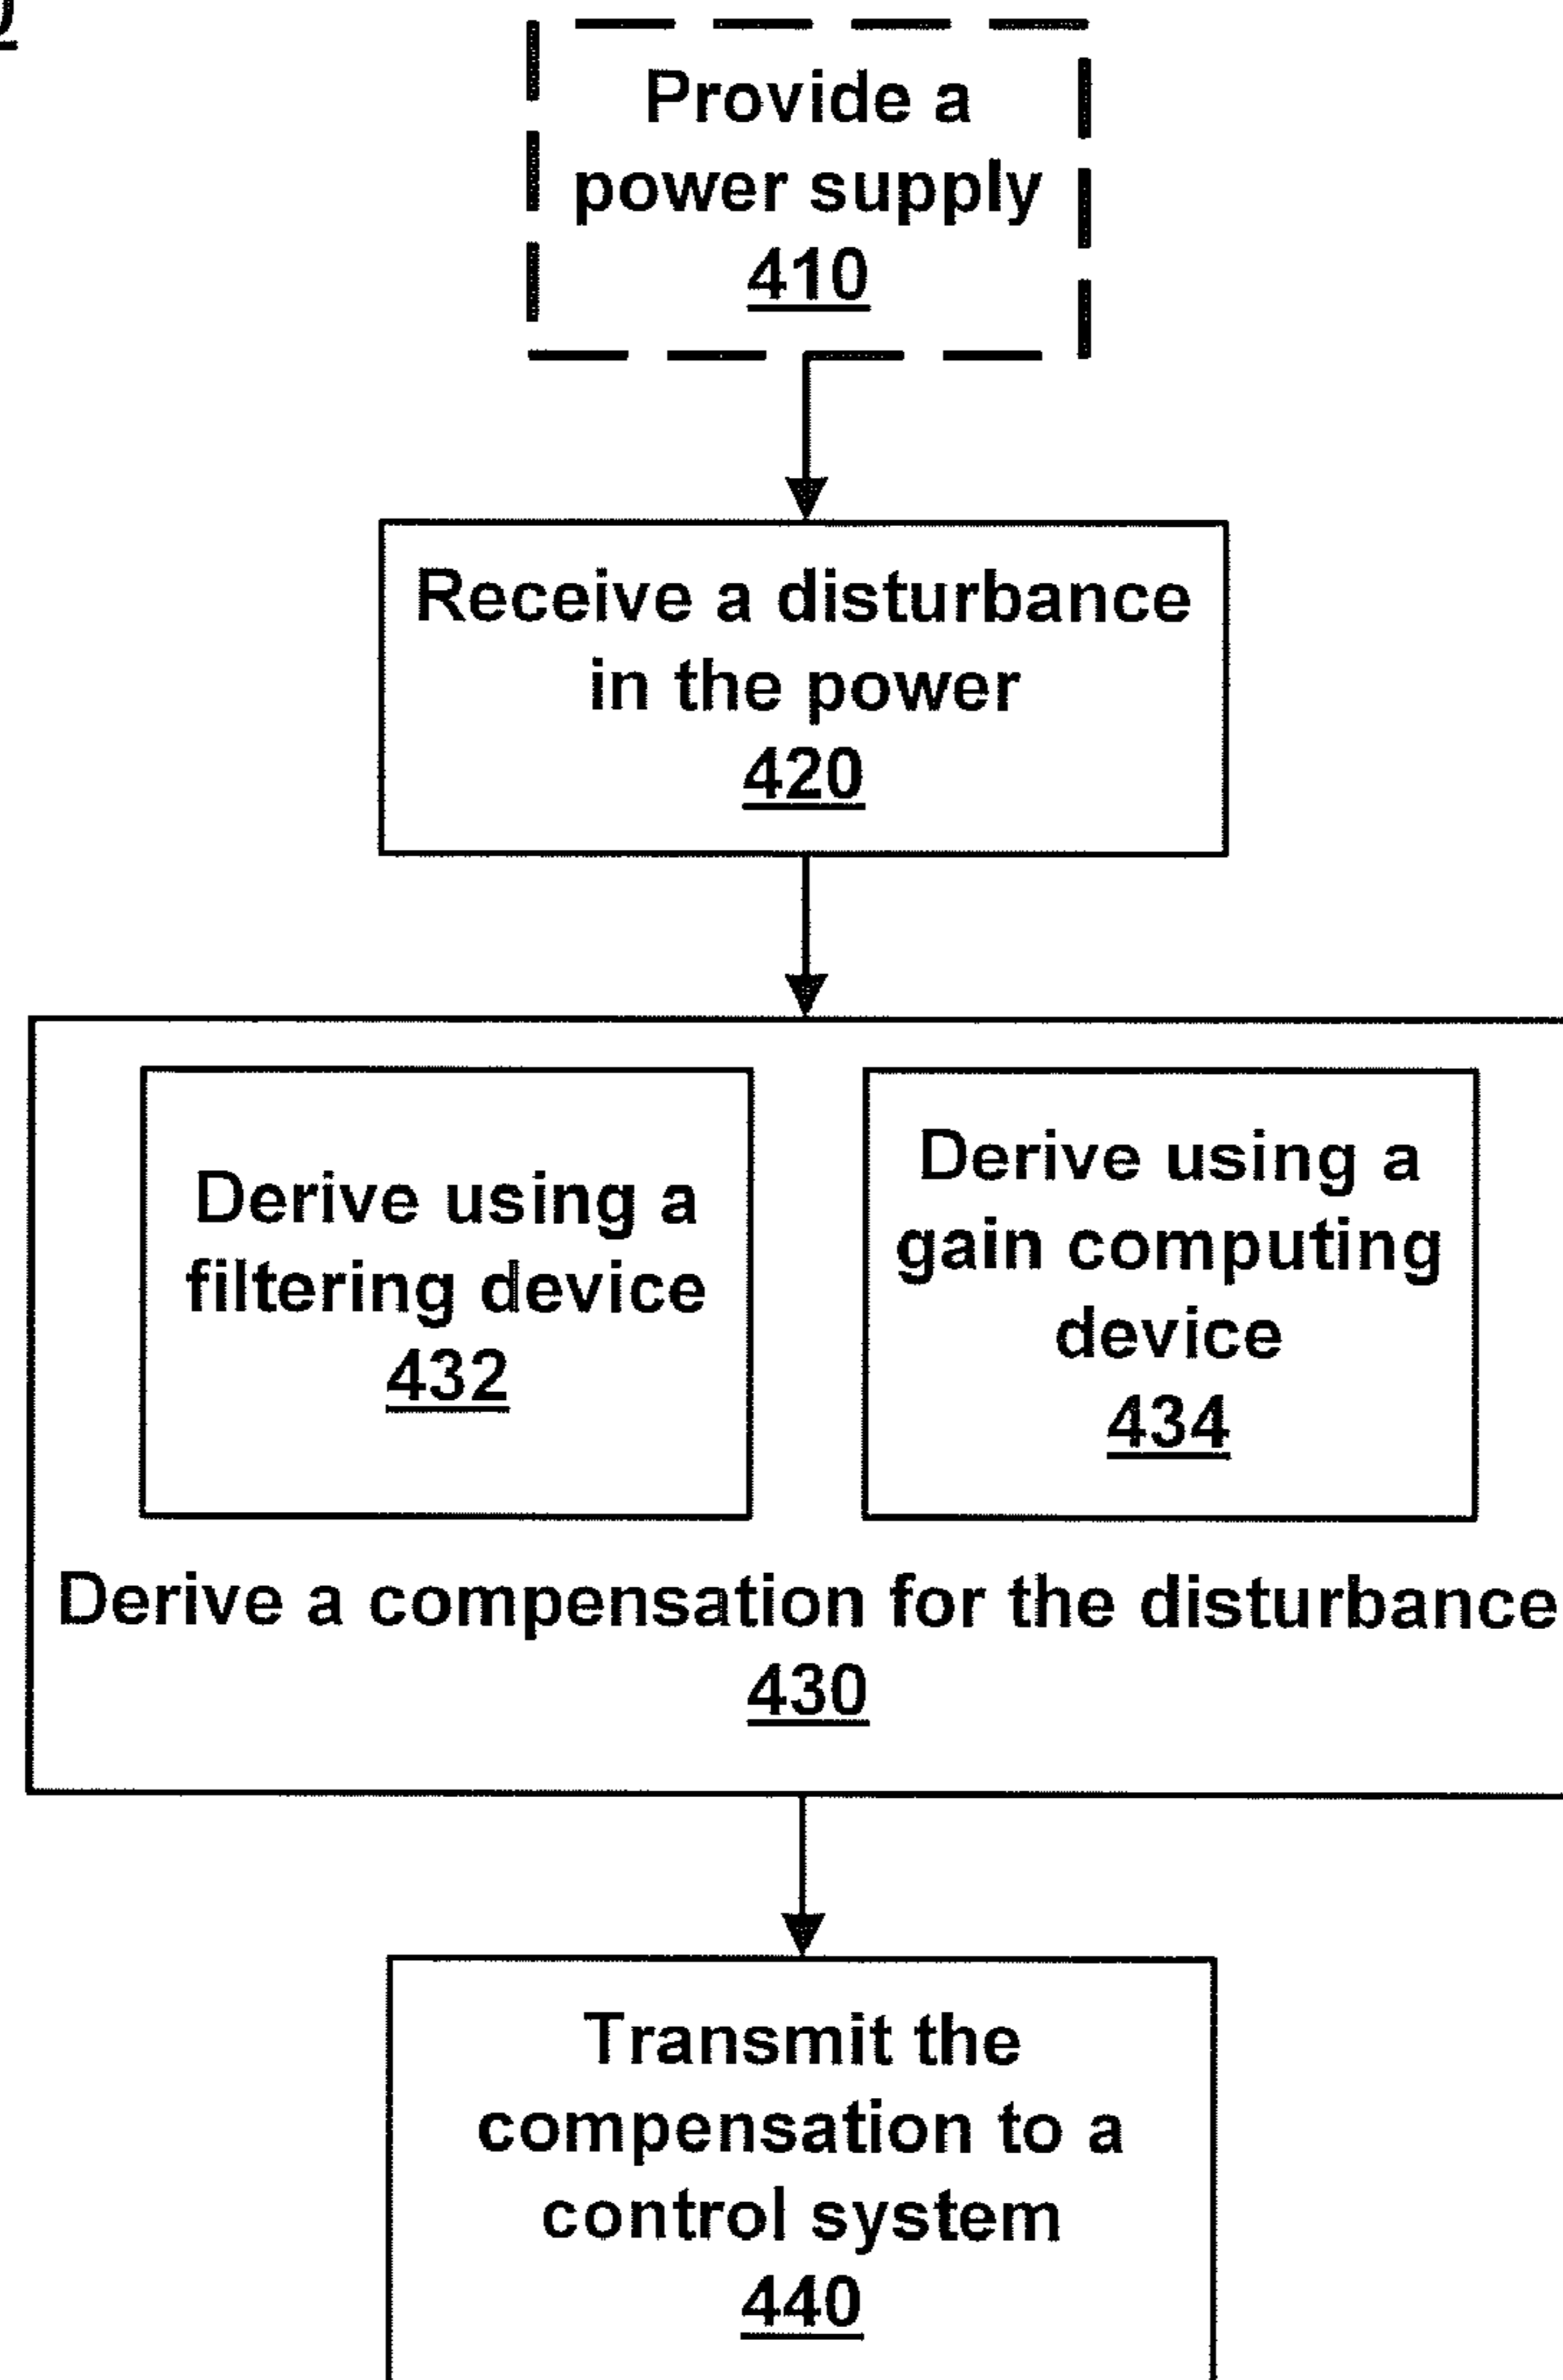 Provide a
power supply
410
Receive a disturbance
in the power
420
Derive using a
filtering device
432
Derive using a
gain computing
device
434
Derive a compensation for the disturbance
430
Transmit the
compensation to a
control system
440